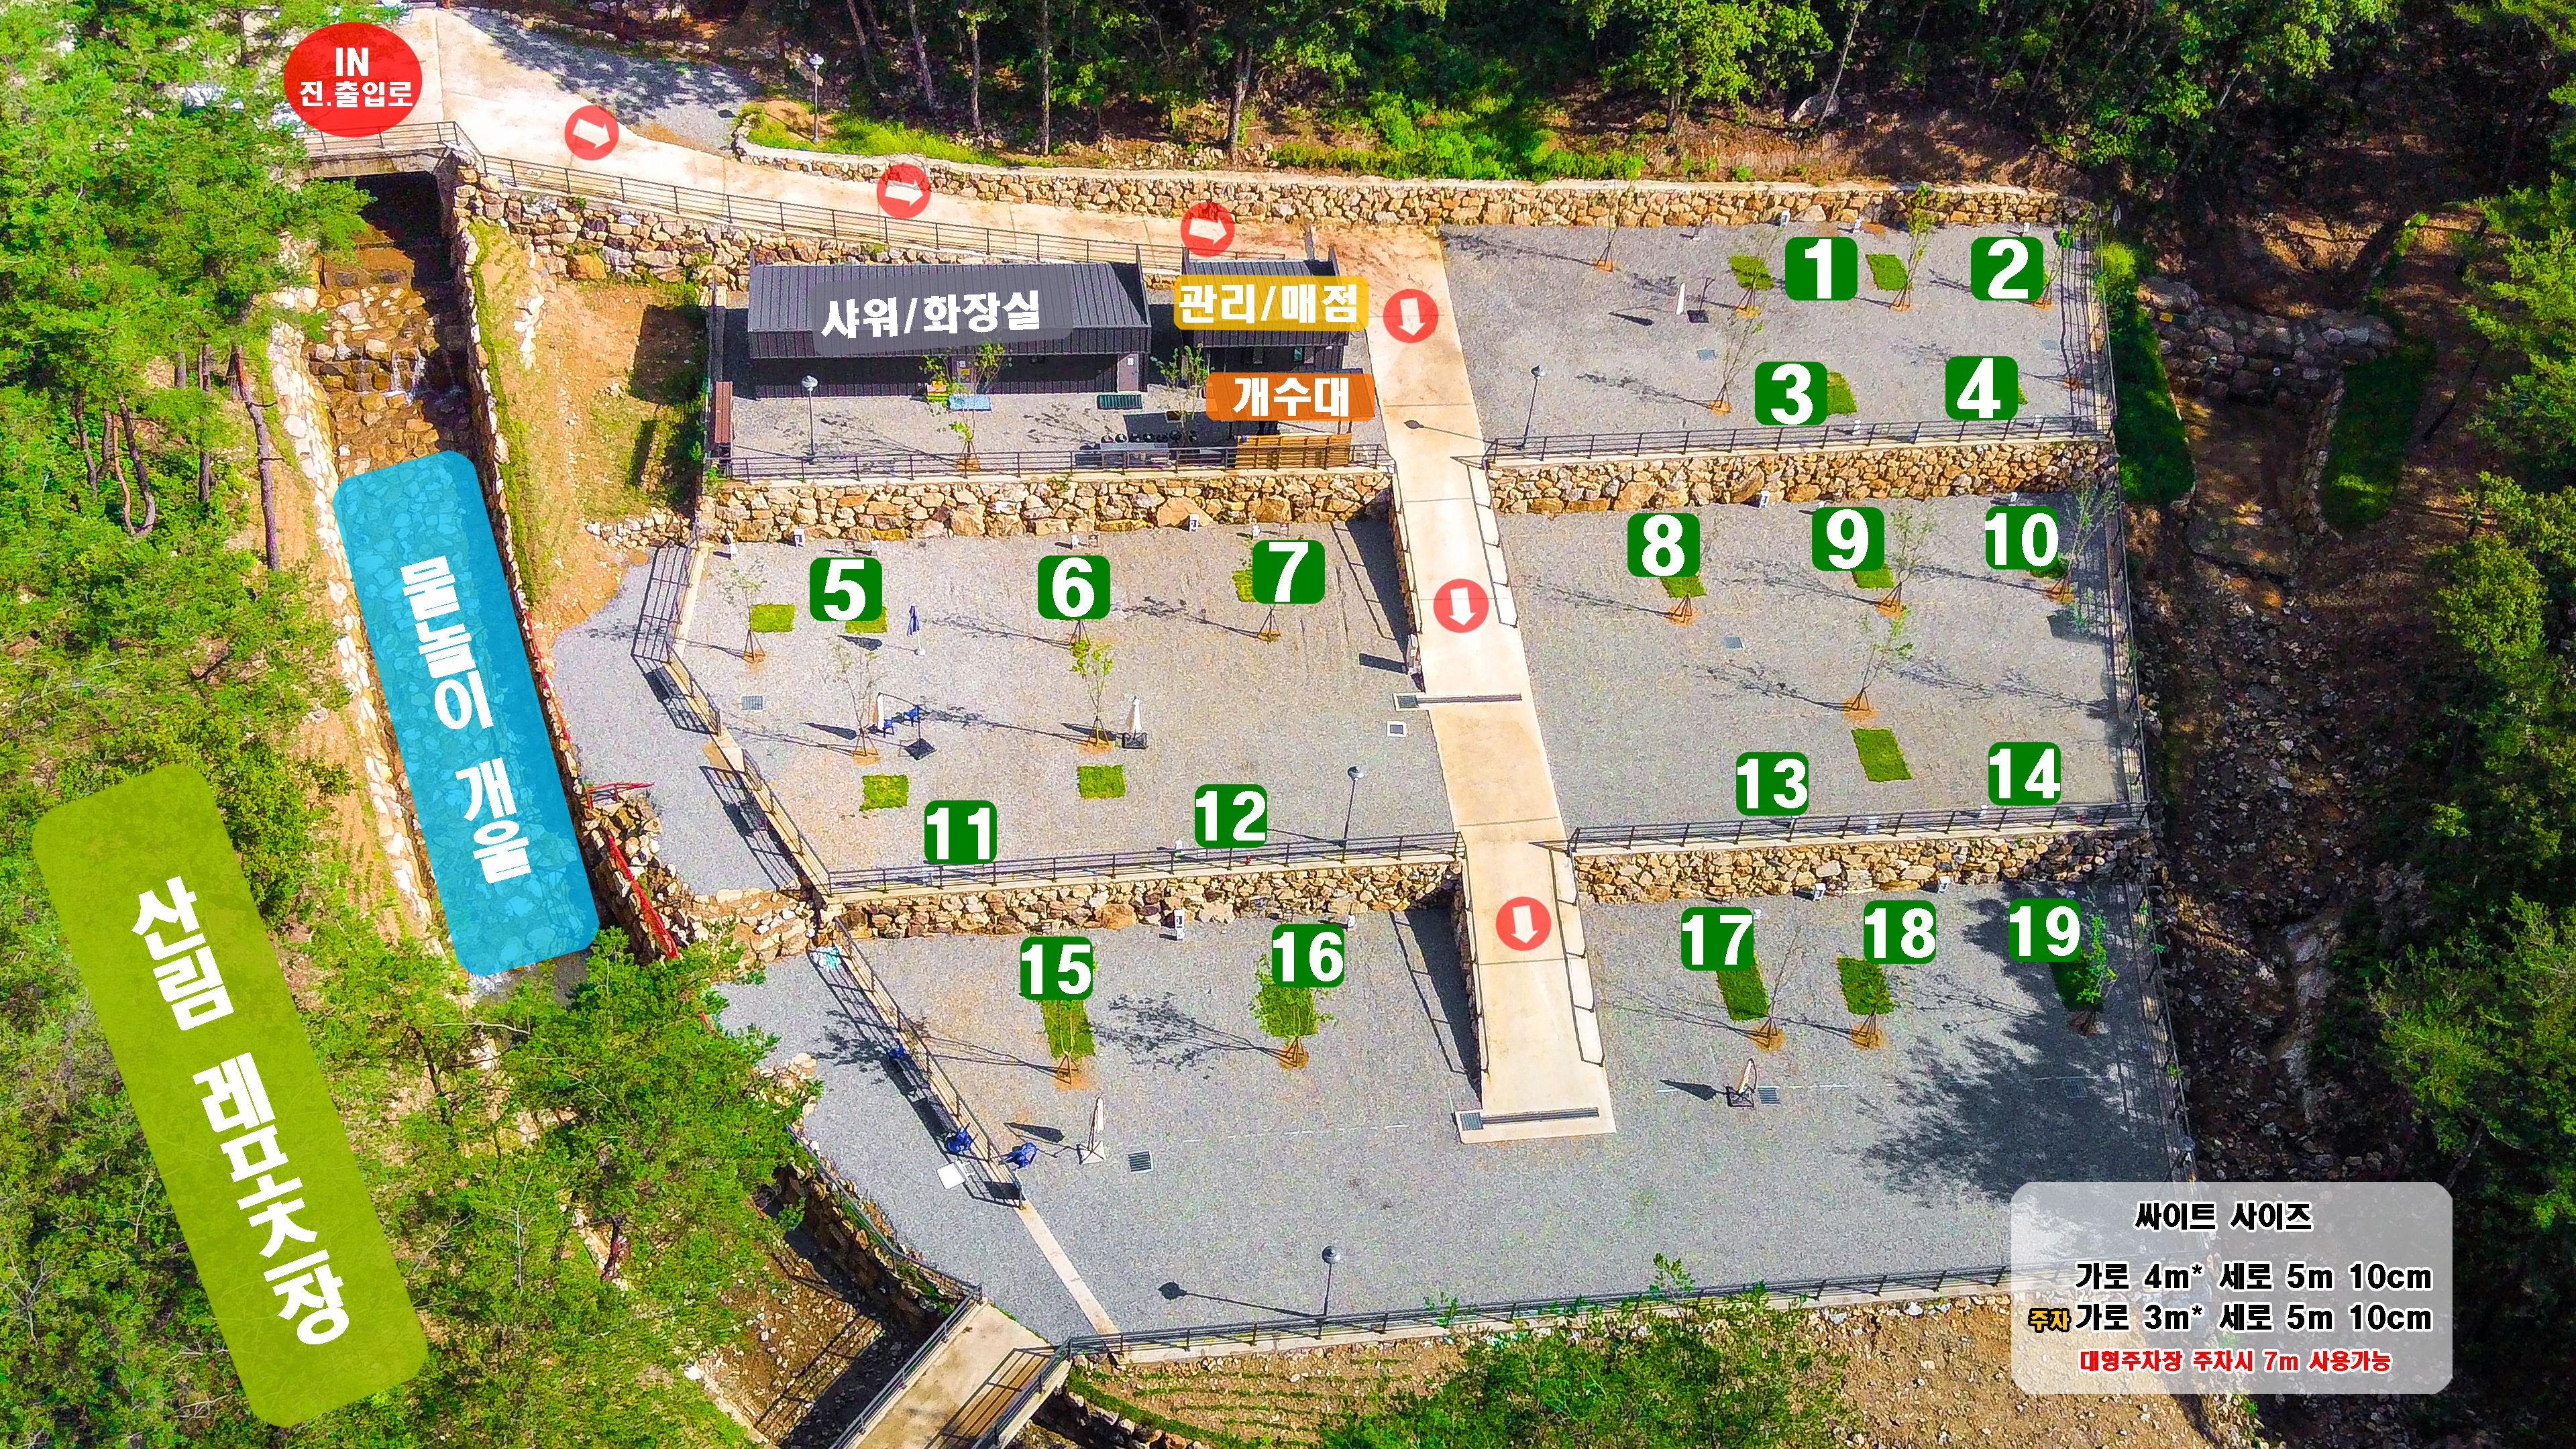 IN
진.출입로
샤워/화장실
관리/매점
개수대
1
2
3
4
5
6
7
8
9
10
11
12
13
14
15
16
17
18
19
물놀이 개울
산림 레포츠장
싸이트 사이즈
가로 4m* 세로 5m 10cm
주차 가로 3m* 세로 5m 10cm
대형주차장 주차시 7m 사용가능